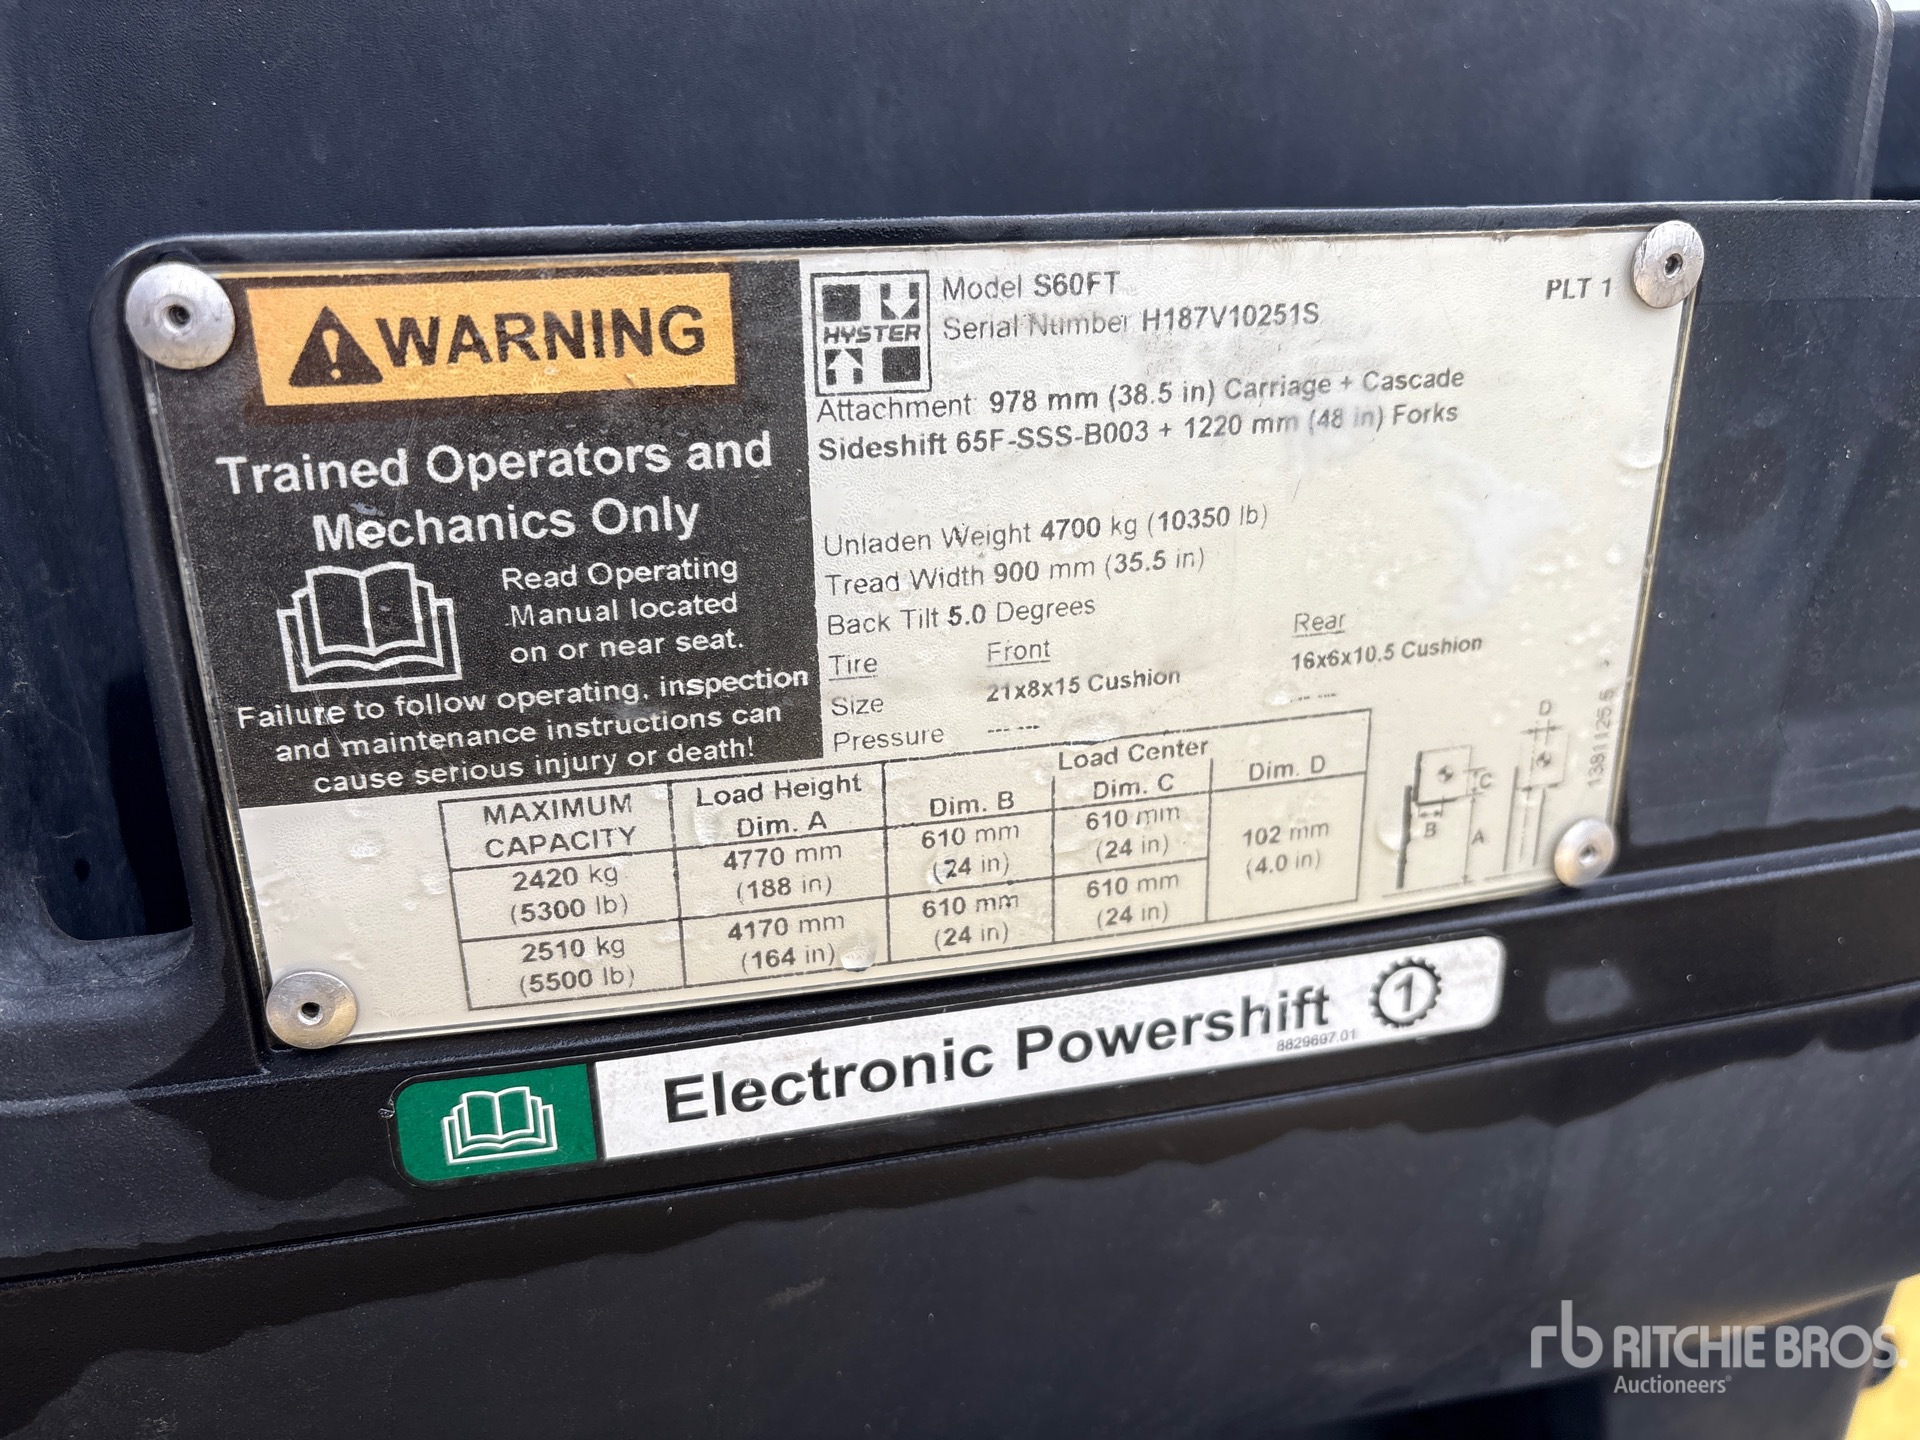 WARNING
Trained Operators and
Mechanics Only
Read Operating
Manual located
on or near seat.
Failure to follow operating, inspection
and maintenance instructions can
cause serious injury or death!
HYSTER
Model S60FT
Serial Number H187V10251S
PLT 1
Attachment 978 mm (38.5 in) Carriage + Cascade
Sideshift 65F-SSS-B003 + 1220 mm (48 in) Forks
Unladen Weight 4700 kg (10350 lb)
Tread Width 900 mm (35.5 in)
Back Tilt 5.0 Degrees
Tire Front Rear
Size 21x8x15 Cushion 16x6x10.5 Cushion
Pressure --- --- --- ---
MAXIMUM CAPACITY Load Height Dim. A Load Center
Dim. B Dim. C Dim. D
2420 kg (5300 lb) 4770 mm (188 in) 610 mm (24 in) 610 mm (24 in) 102 mm (4.0 in)
2510 kg (5500 lb) 4170 mm (164 in) 610 mm (24 in) 610 mm (24 in)
D
C
B
A
Electronic Powershift 1
8829697.01
rb RITCHIE BROS.
Auctioneers